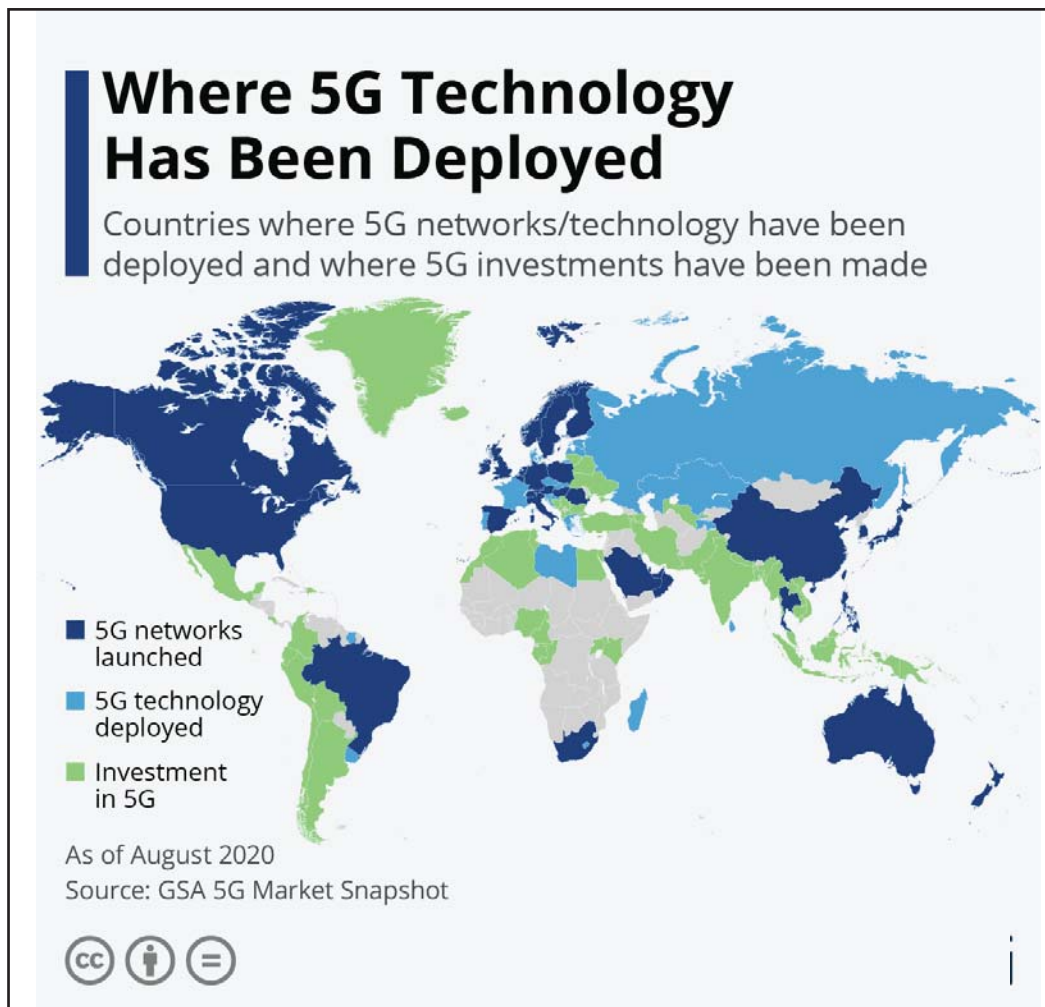 Where 5G Technology
Has Been Deployed
Countries where 5G networks/technology have been
deployed and where 5G investments have been made
5G networks
launched
5G technology
deployed
Investment
in 5G
As of August 2020
Source: GSA 5G Market Snapshot
cc